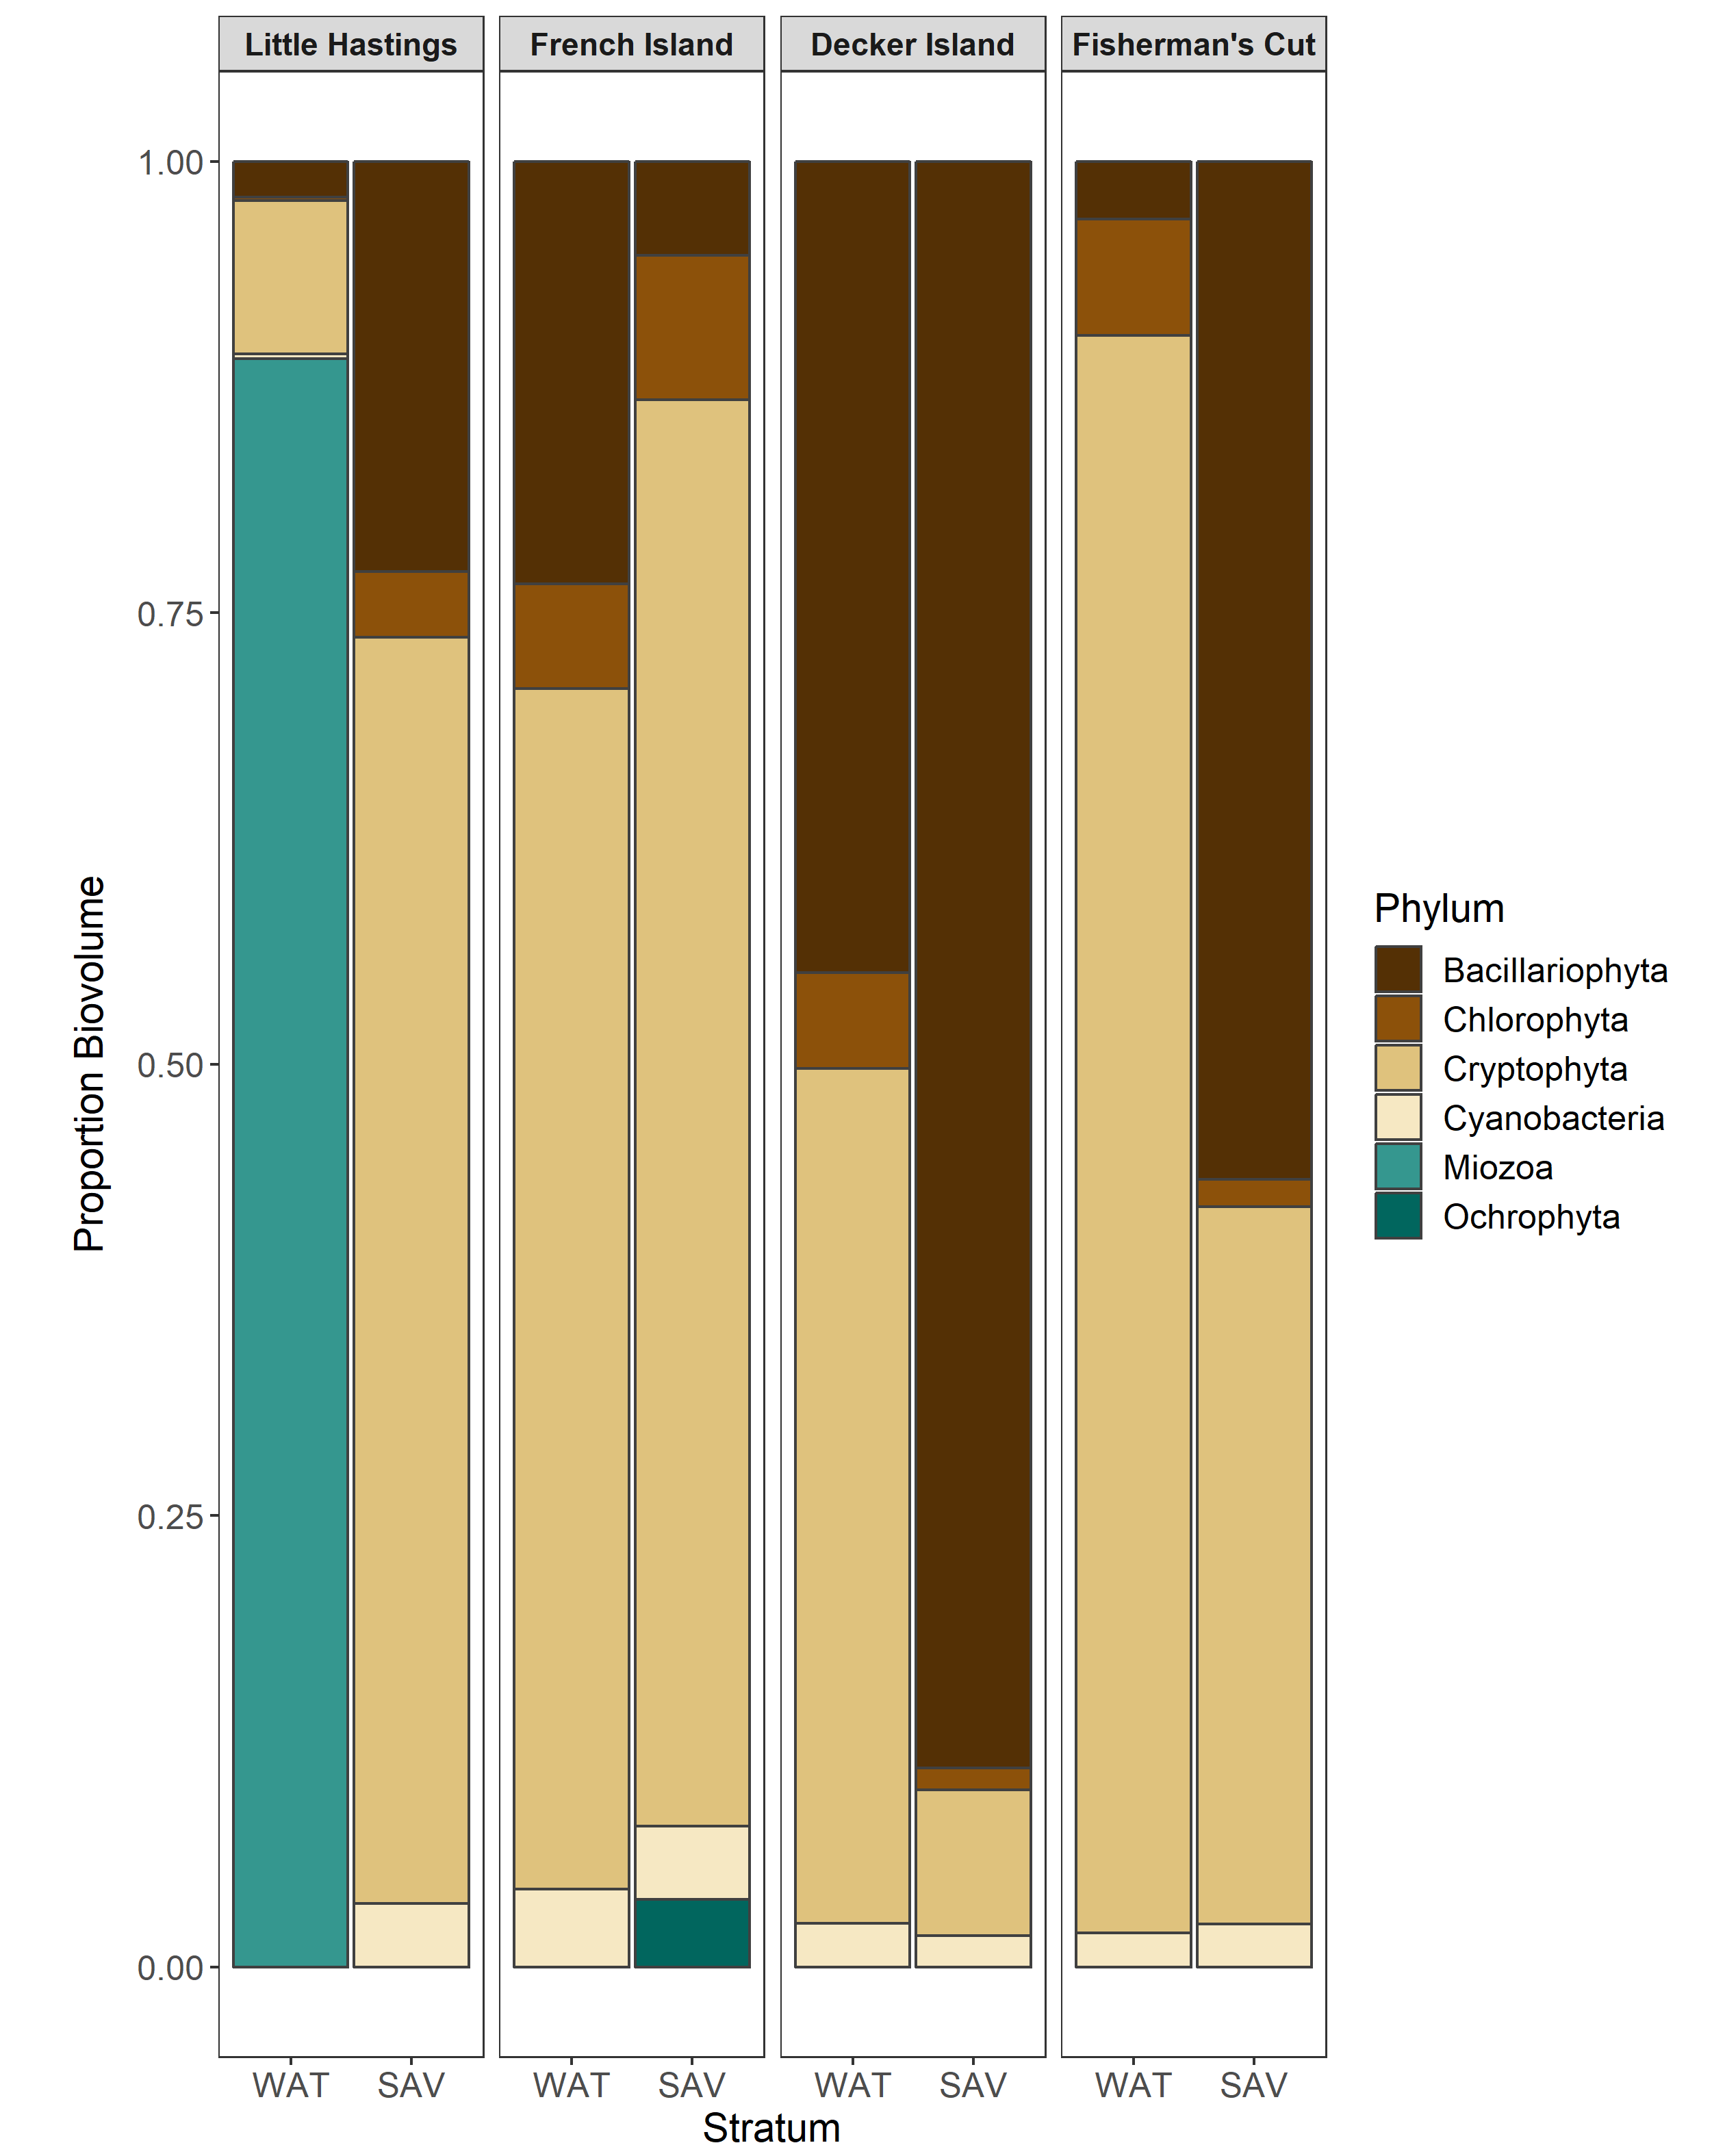 Little Hastings French Island Decker Island Fisherman's Cut
1.00
0.75
0.50
0.25
0.00
Proportion Biovolume
WAT SAV WAT SAV WAT SAV WAT SAV
Stratum
Phylum
Bacillariophyta
Chlorophyta
Cryptophyta
Cyanobacteria
Miozoa
Ochrophyta